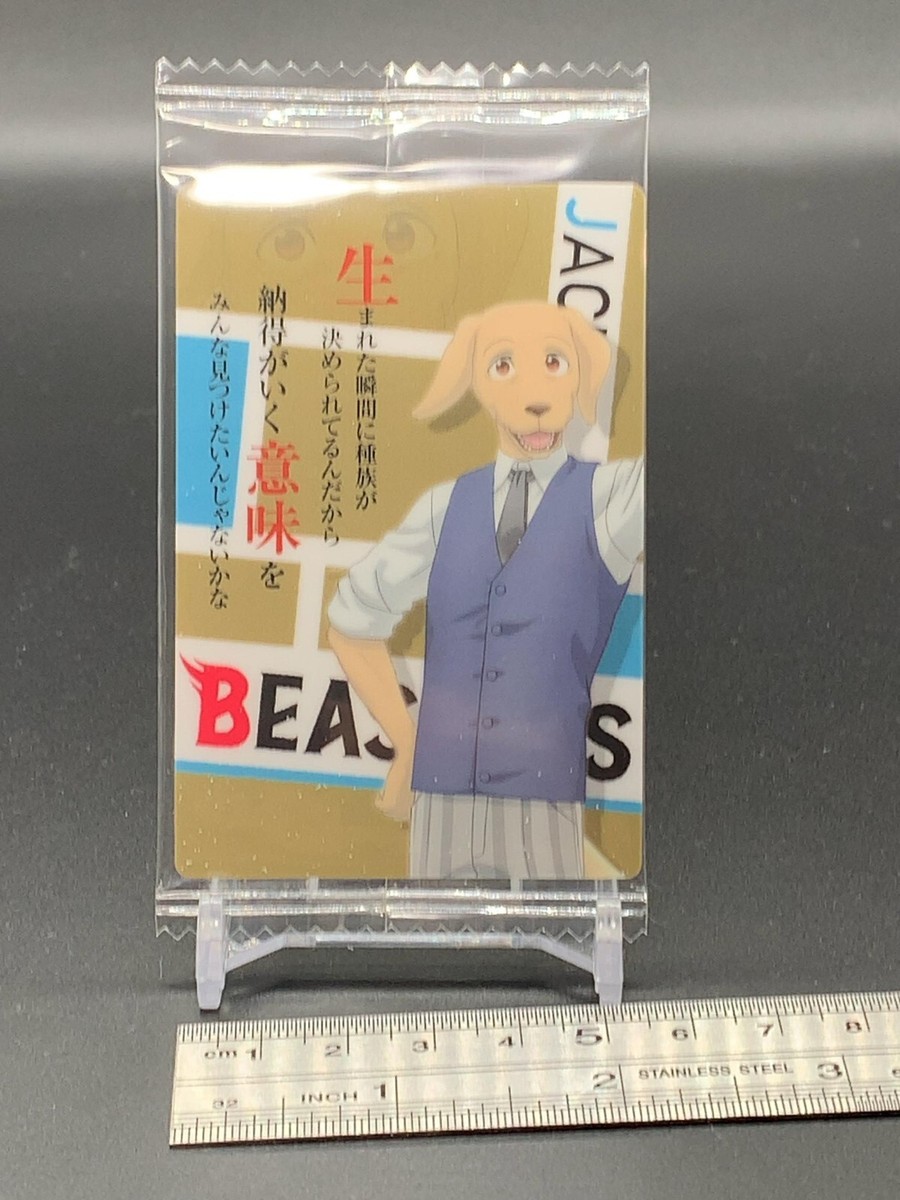 JAC
生まれた瞬間に種族が
決められてるんだから
納得がいく意味を
みんな見つけたいんじゃないかな
BEAS S
cm 1 2 3 4 5 6 7 8
32 INCH 1 2 STAINLESS STEEL 3